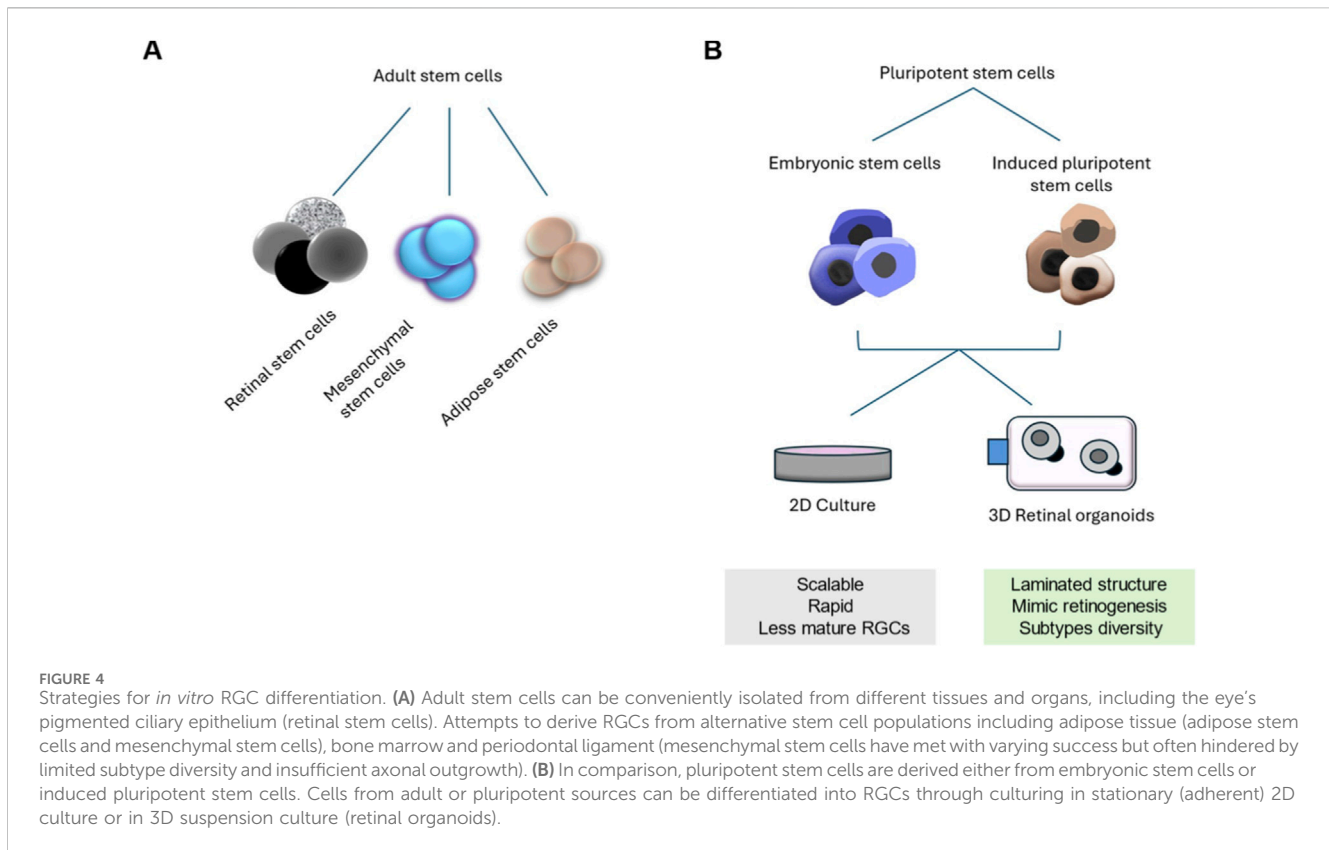 A
Adult stem cells
Retinal stem cells
Mesenchymal
stem cells
Adipose stem cells
B
Pluripotent stem cells
Embryonic stem cells
Induced pluripotent
stem cells
2D Culture
3D Retinal organoids
Scalable
Rapid
Less mature RGCs
Laminated structure
Mimic retinogenesis
Subtypes diversity
FIGURE 4
Strategies for in vitro RGC differentiation. (A) Adult stem cells can be conveniently isolated from different tissues and organs, including the eye's
pigmented ciliary epithelium (retinal stem cells). Attempts to derive RGCs from alternative stem cell populations including adipose tissue (adipose stem
cells and mesenchymal stem cells), bone marrow and periodontal ligament (mesenchymal stem cells have met with varying success but often hindered by
limited subtype diversity and insufficient axonal outgrowth). (B) In comparison, pluripotent stem cells are derived either from embryonic stem cells or
induced pluripotent stem cells. Cells from adult or pluripotent sources can be differentiated into RGCs through culturing in stationary (adherent) 2D
culture or in 3D suspension culture (retinal organoids).